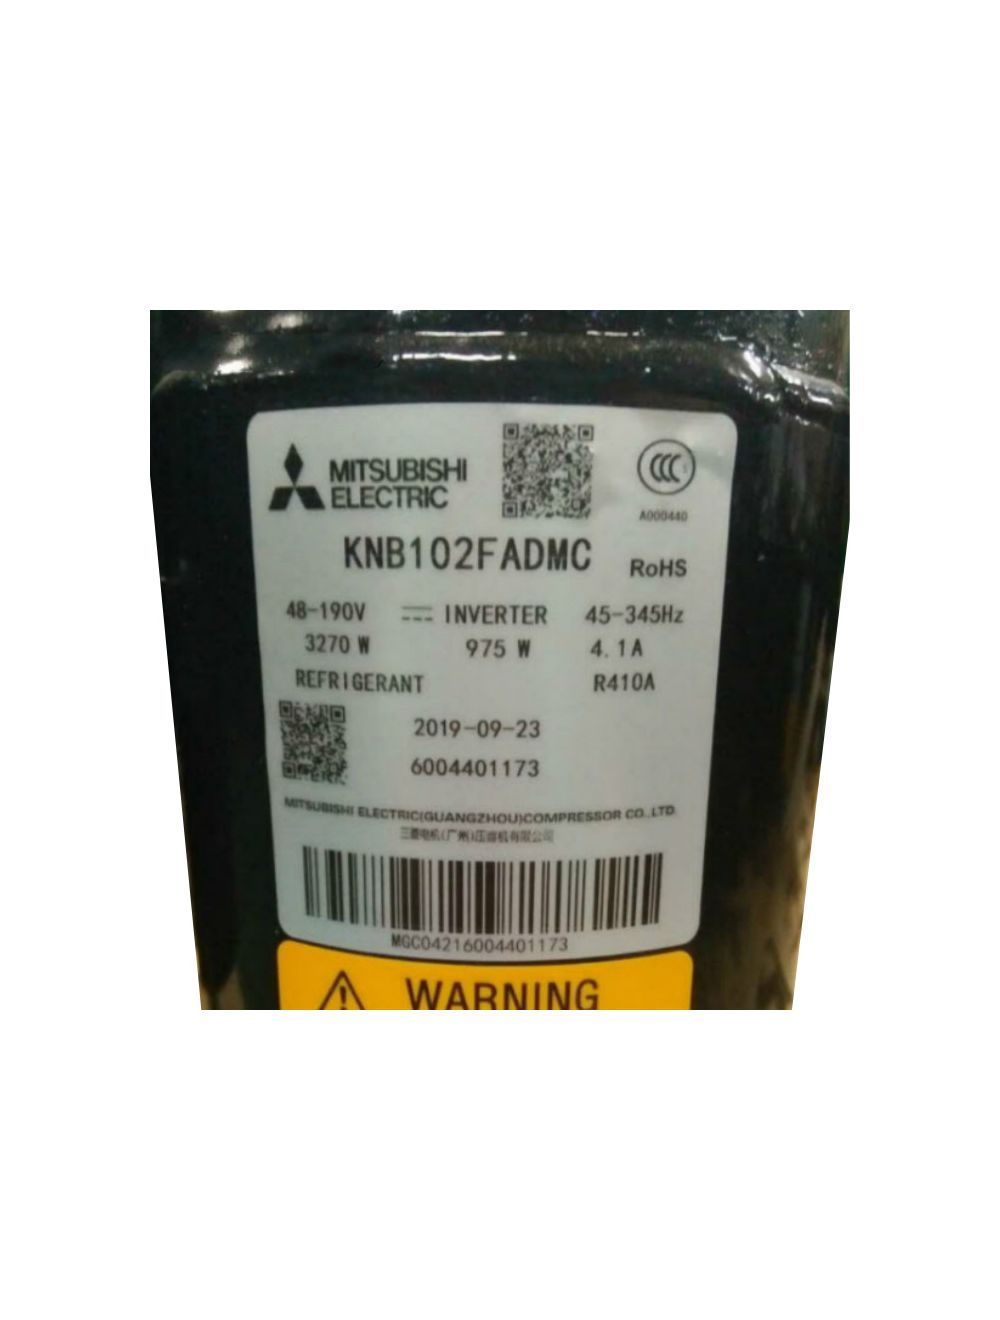 MITSUBISHI
ELECTRIC
CCC
A000440
KNB102FADMC
RoHS
48-190V INVERTER 45-345Hz
3270 W 975 W 4.1A
REFRIGERANT R410A
2019-09-23
6004401173
MITSUBISHI ELECTRIC(GUANGZHOU)COMPRESSOR CO.,LTD.
三菱电机(广州)压缩机有限公司
MGC04216004401173
WARNING